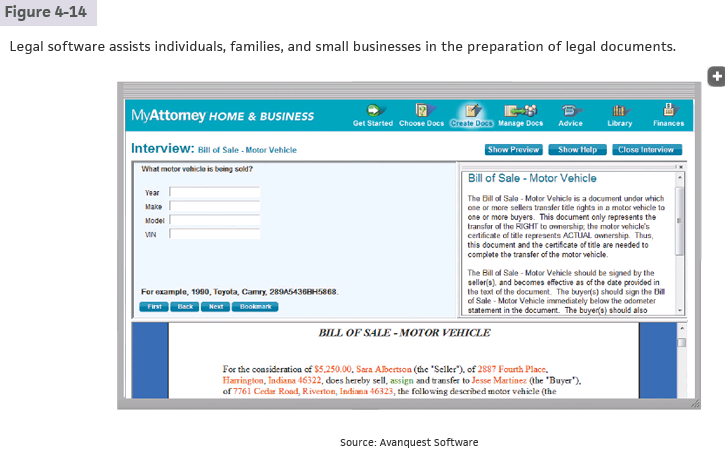 Figure 4-14
Legal software assists individuals, families, and small businesses in the preparation of legal documents.
+
MyAttorney HOME & BUSINESS
Get Started Choose Docs Create Docs Manage Docs Advice Library Finances
Interview: Bill of Sale - Motor Vehicle
Show Preview Show Help Close Interview
What motor vehicle is being sold?
Year
Make
Model
VIN
For example, 1990, Toyota, Camry, 289A5436BH5868.
First Back Next Bookmark
Bill of Sale - Motor Vehicle
The Bill of Sale - Motor Vehicle is a document under which
one or more sellers transfer title rights in a motor vehicle to
one or more buyers. This document only represents the
transfer of the RIGHT to ownership; the motor vehicle's
certificate of title represents ACTUAL ownership. Thus,
this document and the certificate of title are needed to
complete the transfer of the motor vehicle.
The Bill of Sale - Motor Vehicle should be signed by the
seller(s), and becomes effective as of the date provided in
the text of the document. The buyer(s) should sign the Bill
of Sale - Motor Vehicle immediately below the odometer
statement in the document. The buyer(s) should also
BILL OF SALE - MOTOR VEHICLE
For the consideration of $5,250.00, Sara Albertson (the "Seller"), of 2887 Fourth Place,
Harrington, Indiana 46322, does hereby sell, assign and transfer to Jesse Martinez (the "Buyer"),
of 7761 Cedar Road, Riverton, Indiana 46323, the following described motor vehicle (the
Source: Avanquest Software